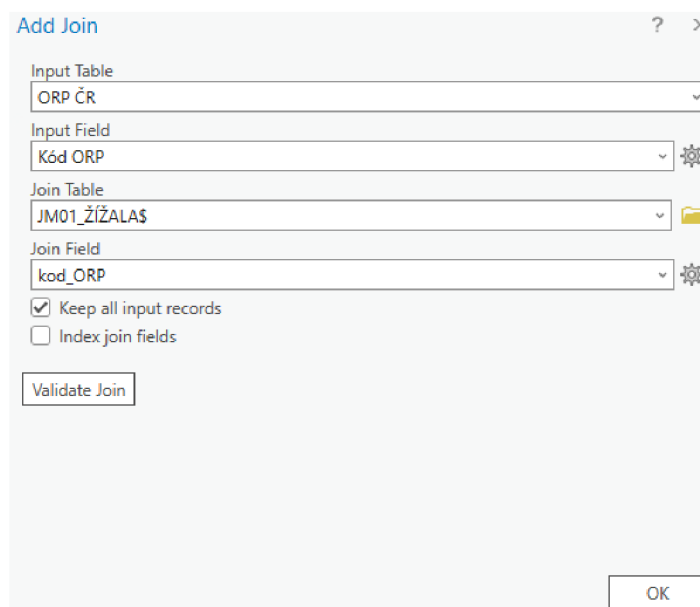 Add Join
?
Input Table
ORP ČR
Input Field
Kód ORP
Join Table
JM01_ŽÍŽALA$
Join Field
kod_ORP
Keep all input records
Index join fields
Validate Join
OK